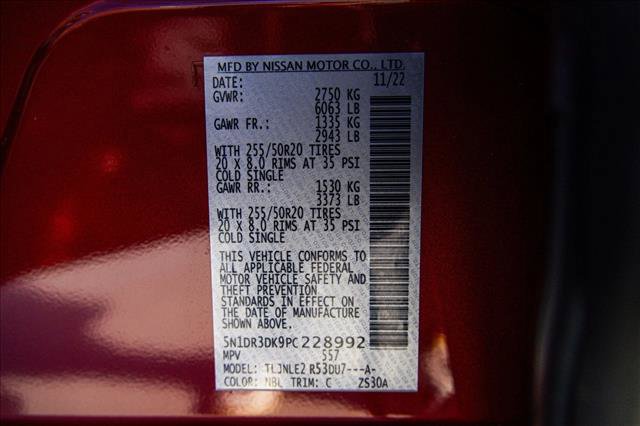 MFD BY NISSAN MOTOR CO., LTD.
DATE: 11/22
GVWR: 2750 KG
6063 LB
GAWR FR.: 1335 KG
2943 LB
WITH 255/50R20 TIRES
20 X 8.0 RIMS AT 35 PSI
COLD SINGLE
GAWR RR.: 1530 KG
3373 LB
WITH 255/50R20 TIRES
20 X 8.0 RIMS AT 35 PSI
COLD SINGLE
THIS VEHICLE CONFORMS TO
ALL APPLICABLE FEDERAL
MOTOR VEHICLE SAFETY AND
THEFT PREVENTION
STANDARDS IN EFFECT ON
THE DATE OF MANUFACTURE
SHOWN ABOVE.
5N1DR3DK9PC228992
MPV 557
MODEL: TLJNLE2 R53DU7---A-
COLOR: NBL TRIM: C ZS30A